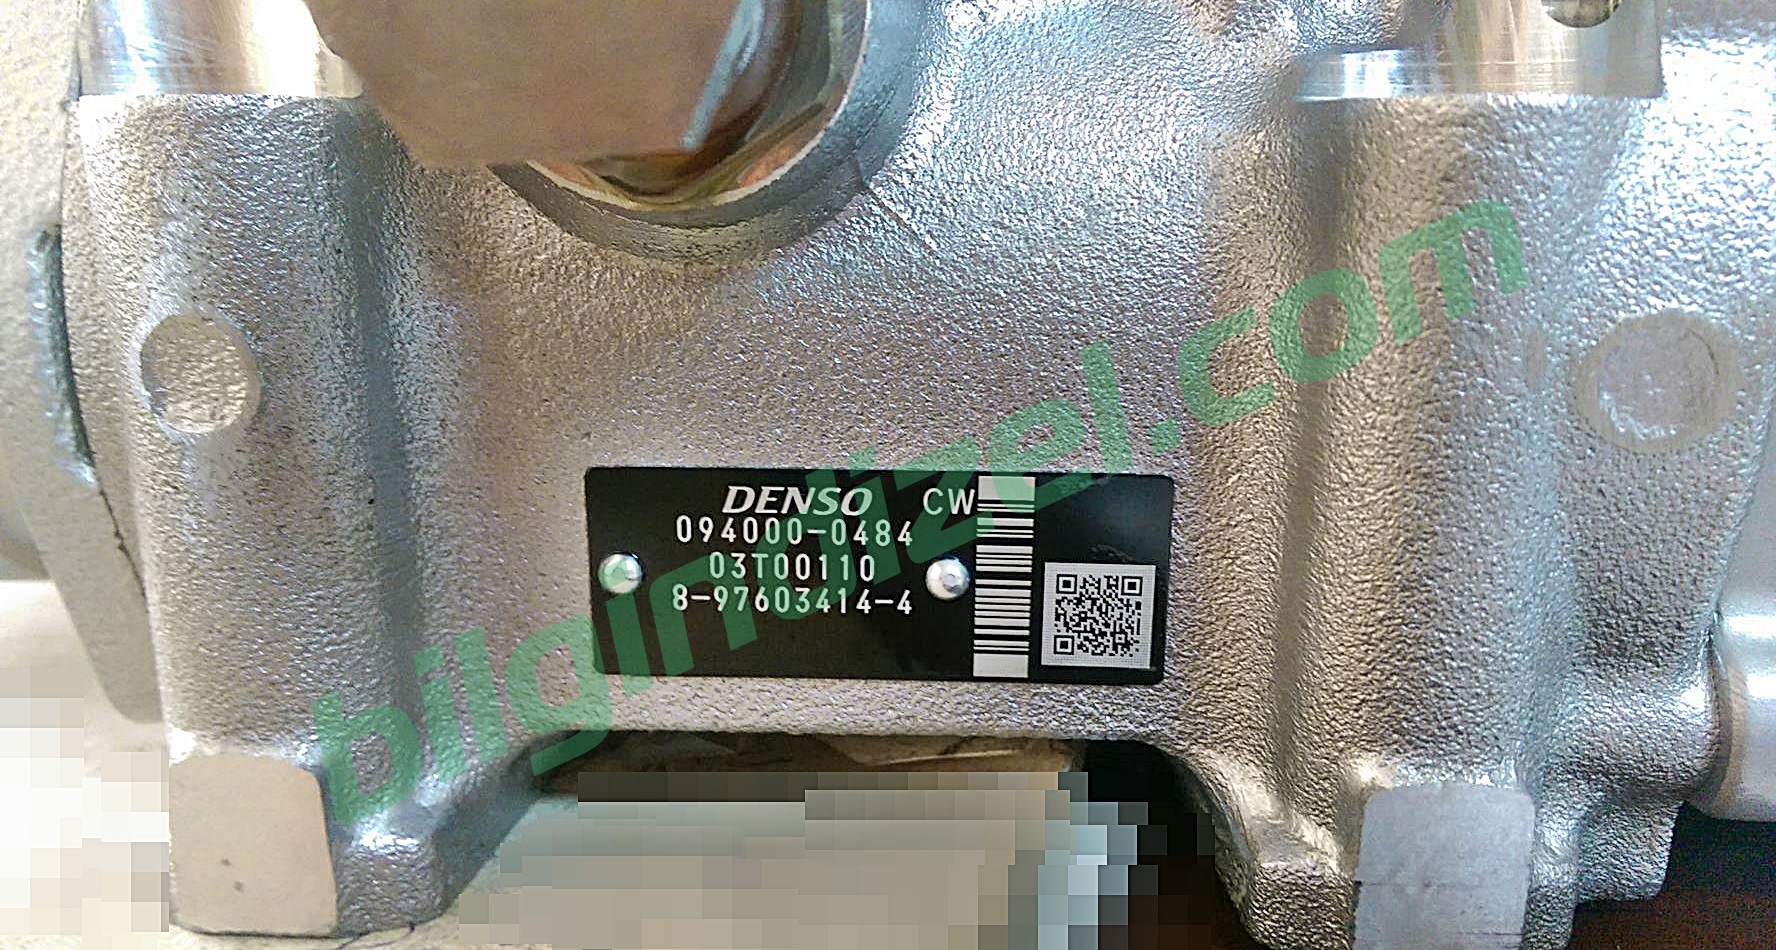 DENSO CW
094000-0484
03T00110
8-97603414-4
bilgindizel.com